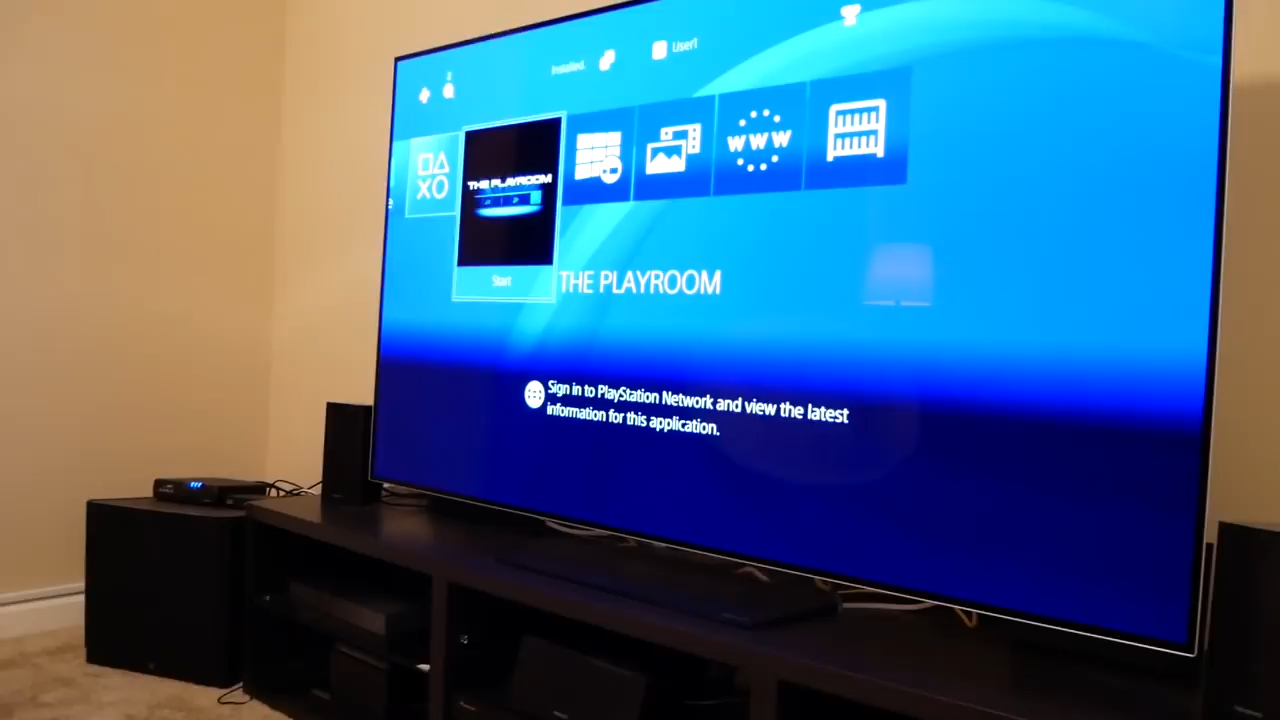 Installed.
User1
THE PLAYROOM
www
Start
THE PLAYROOM
Sign in to PlayStation Network and view the latest
information for this application.